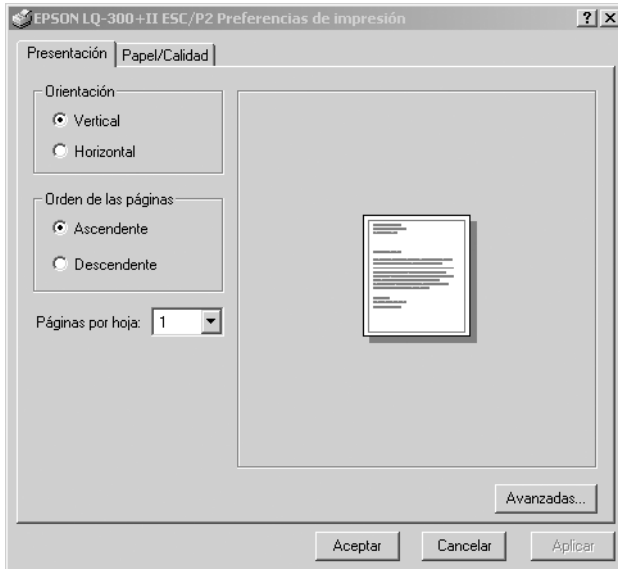 EPSON LQ-300+II ESC/P2 Preferencias de impresión
Presentación Papel/Calidad
Orientación
Vertical
Horizontal
Orden de las páginas
Ascendente
Descendente
Páginas por hoja: 1
Avanzadas...
Aceptar Cancelar Aplicar